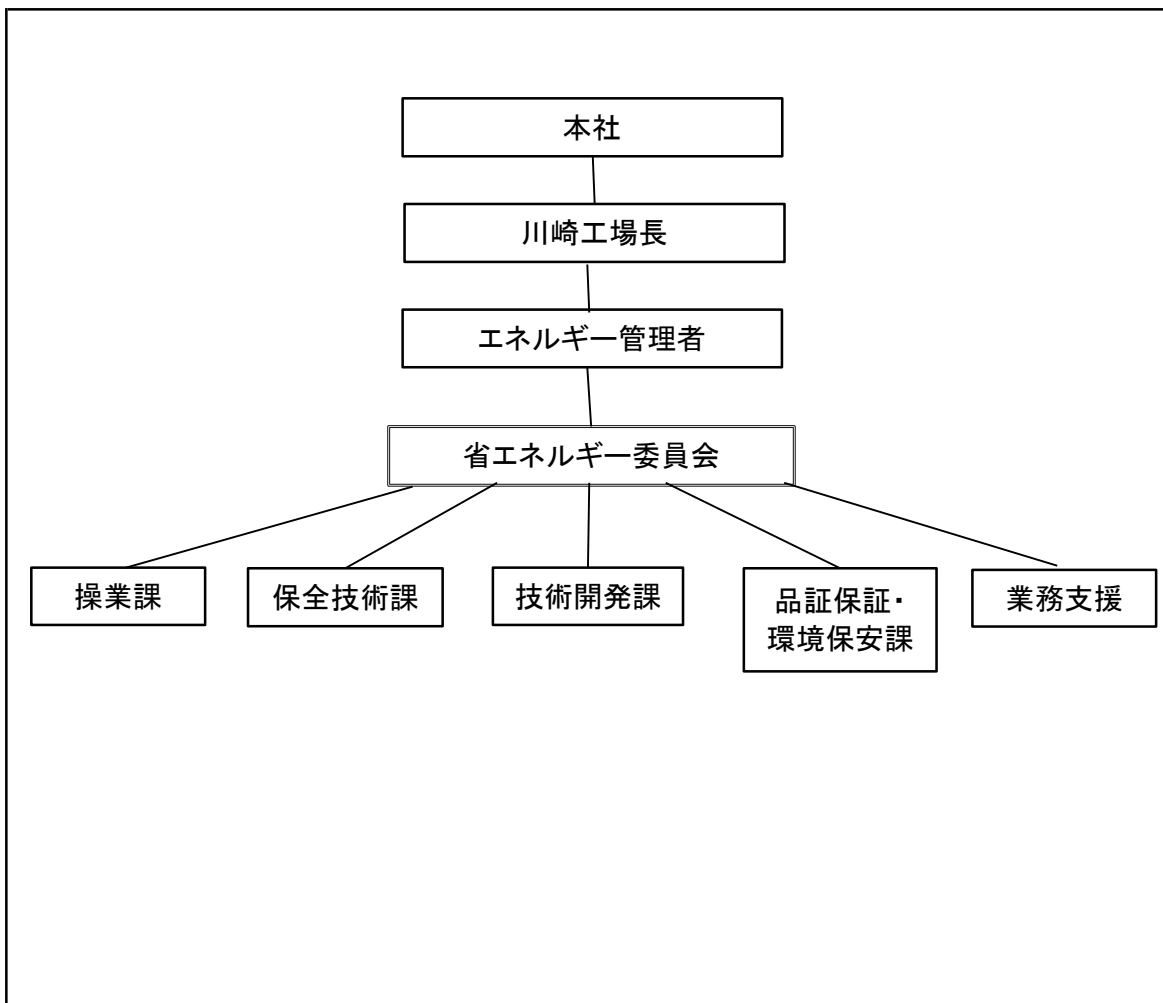 本社
川崎工場長
エネルギー管理者
省エネルギー委員会
操業課
保全技術課
技術開発課
品証保証・
環境保安課
業務支援